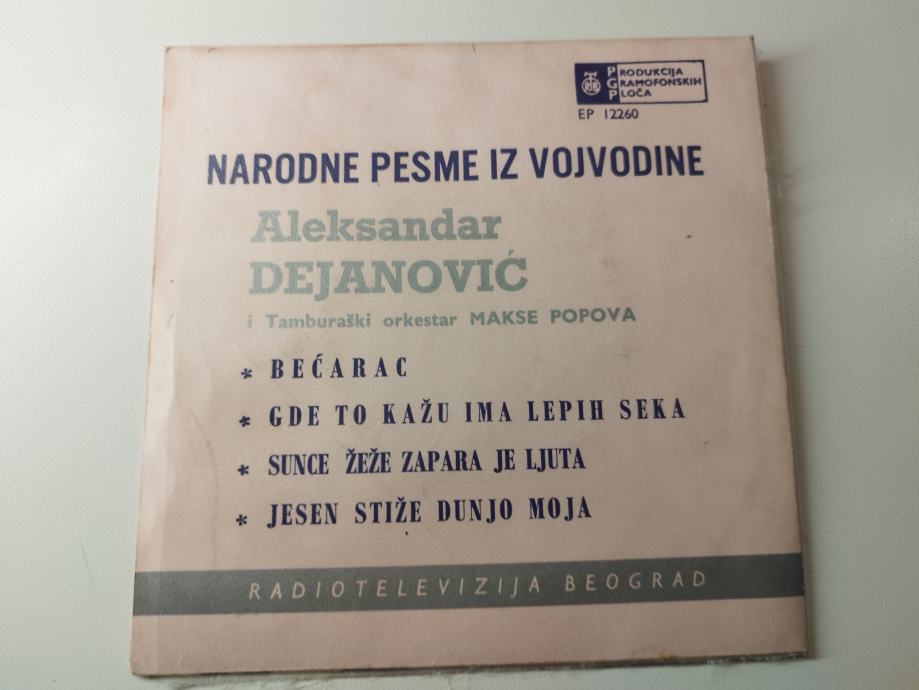 PRODUKCIJA
GRAMOFONSKIH
PLOČA
EP 12260
NARODNE PESME IZ VOJVODINE
Aleksandar
DEJANOVIĆ
i Tamburaški orkestar MAKSE POPOVA
* BEĆARAC
* GDE TO KAŽU IMA LEPIH SEKA
* SUNCE ŽEŽE ZAPARA JE LJUTA
* JESEN STIŽE DUNJO MOJA
RADIOTELEVIZIJA BEOGRAD